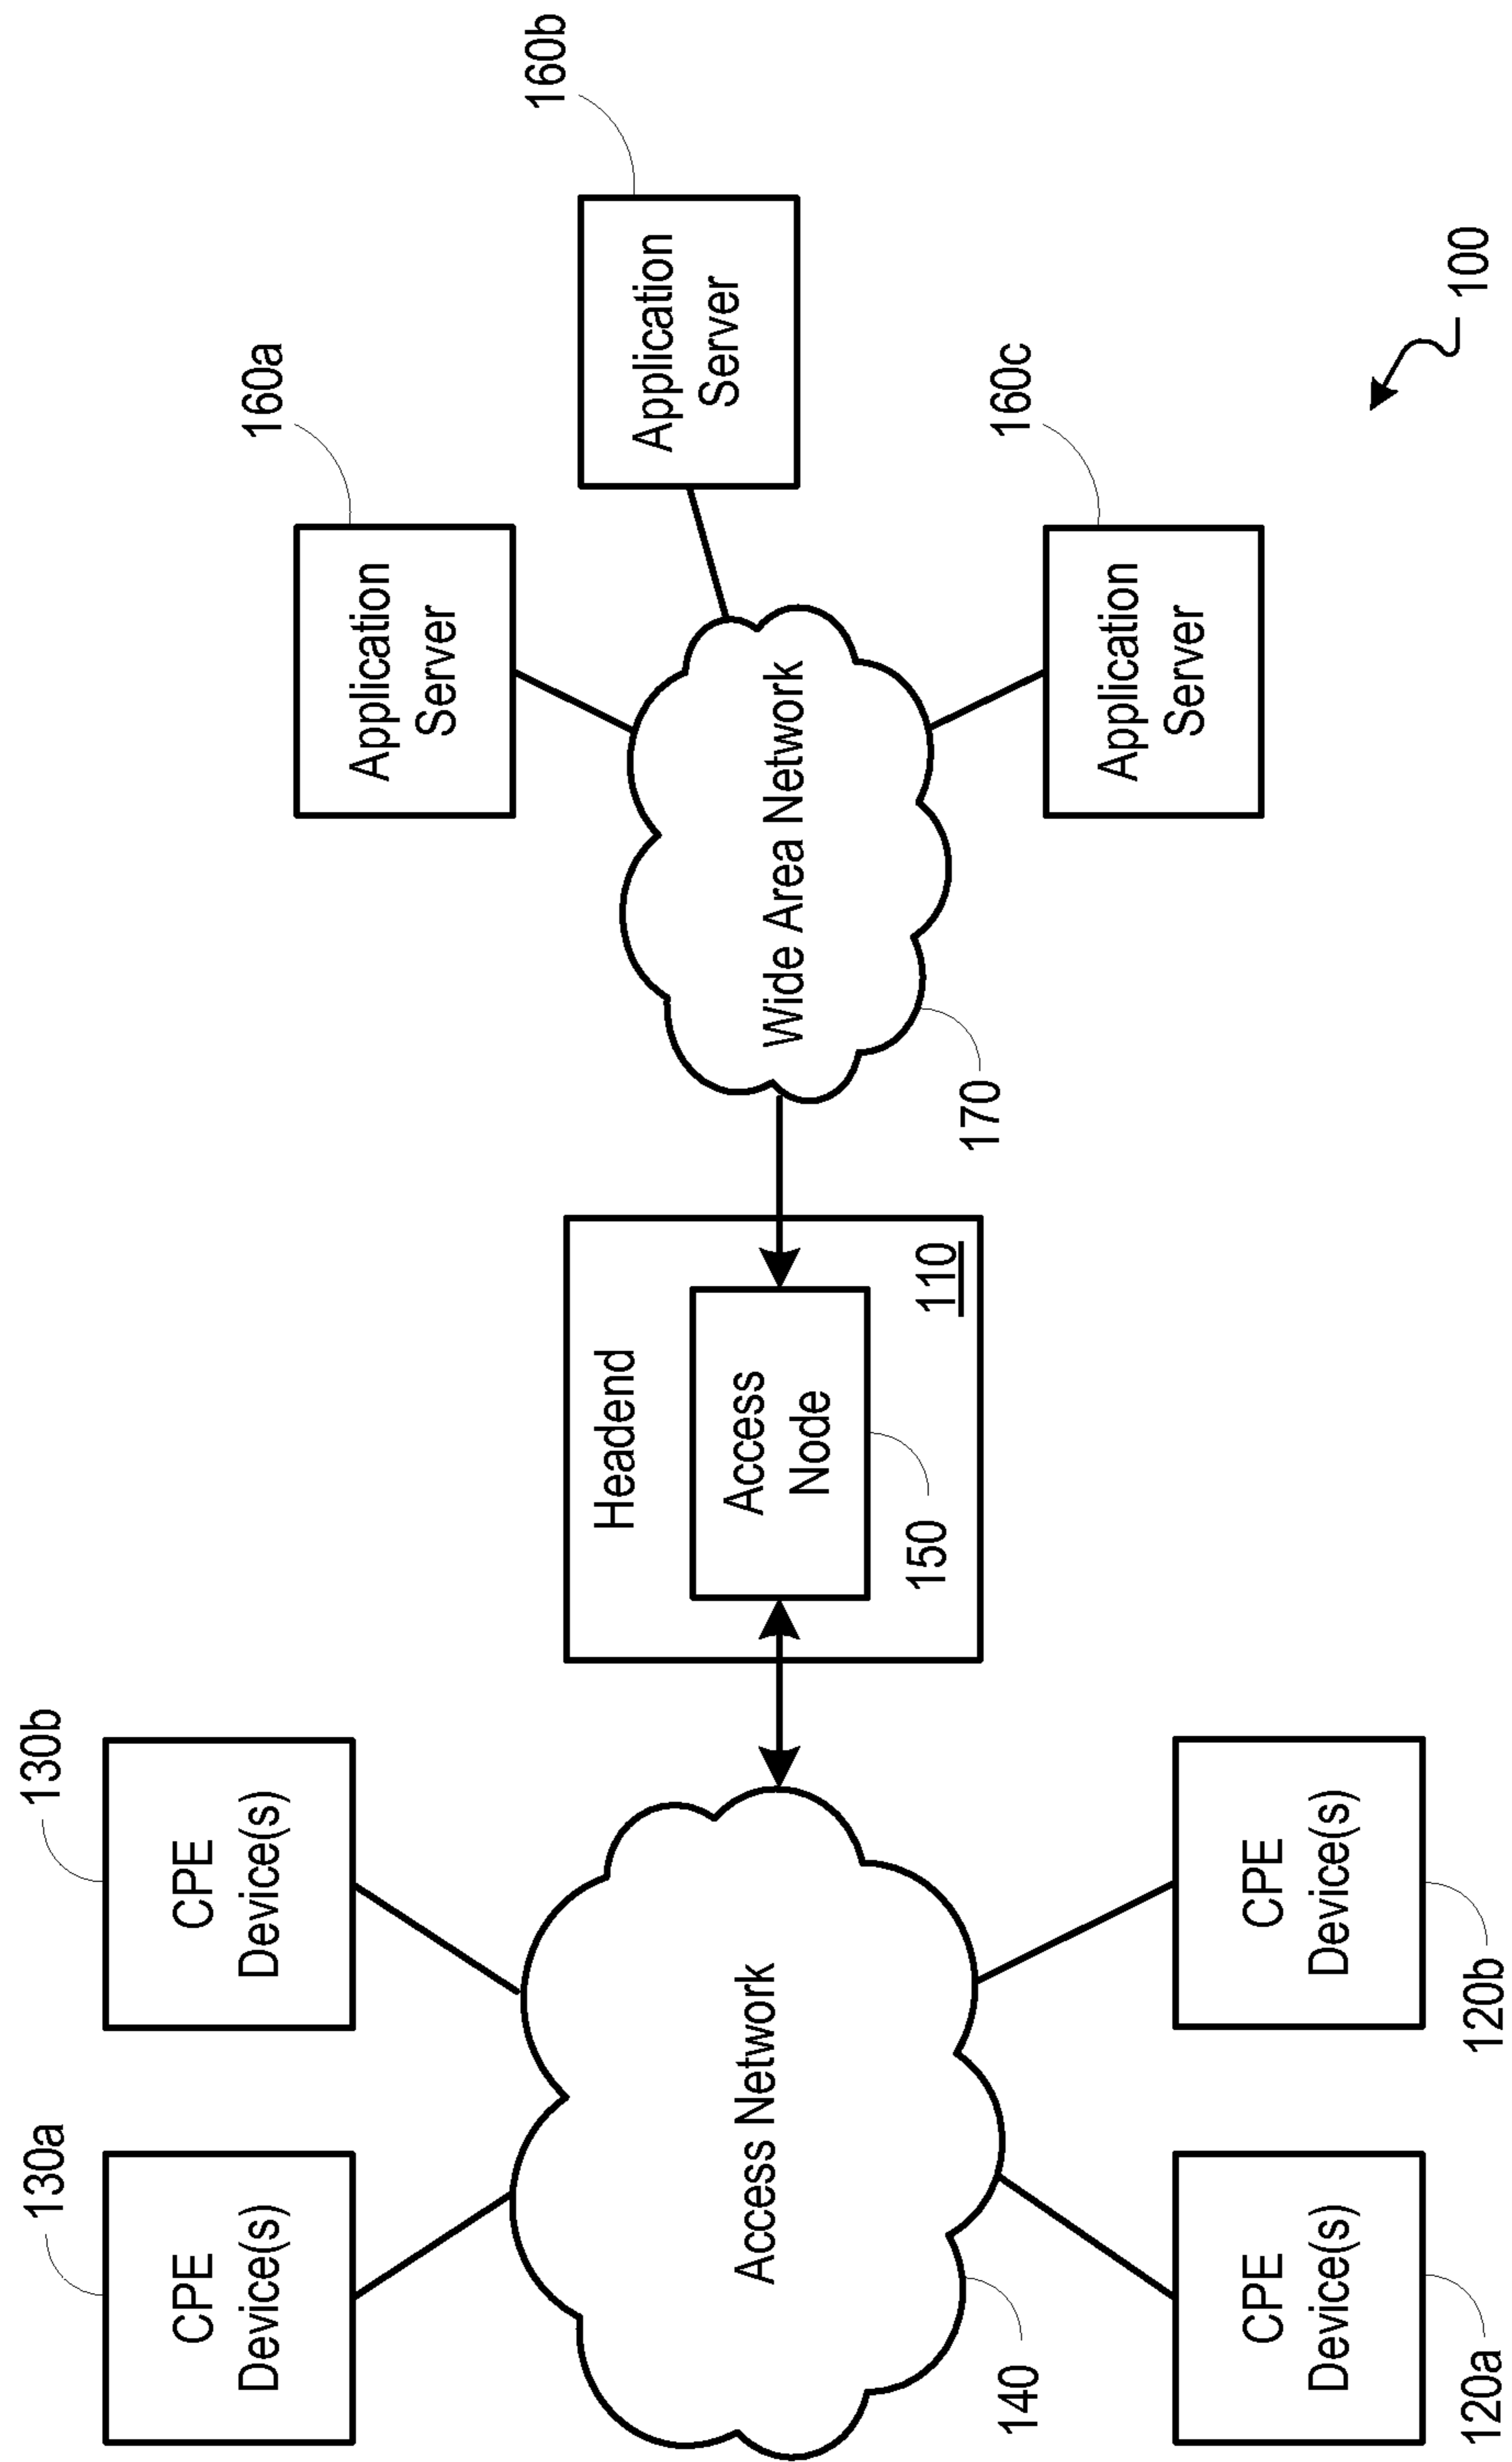 130a
CPE
Device(s)
130b
CPE
Device(s)
Access Network
140
CPE
Device(s)
120a
CPE
Device(s)
120b
Headend
Access
Node
150
110
Wide Area Network
170
160a
Application
Server
160b
Application
Server
160c
Application
Server
100